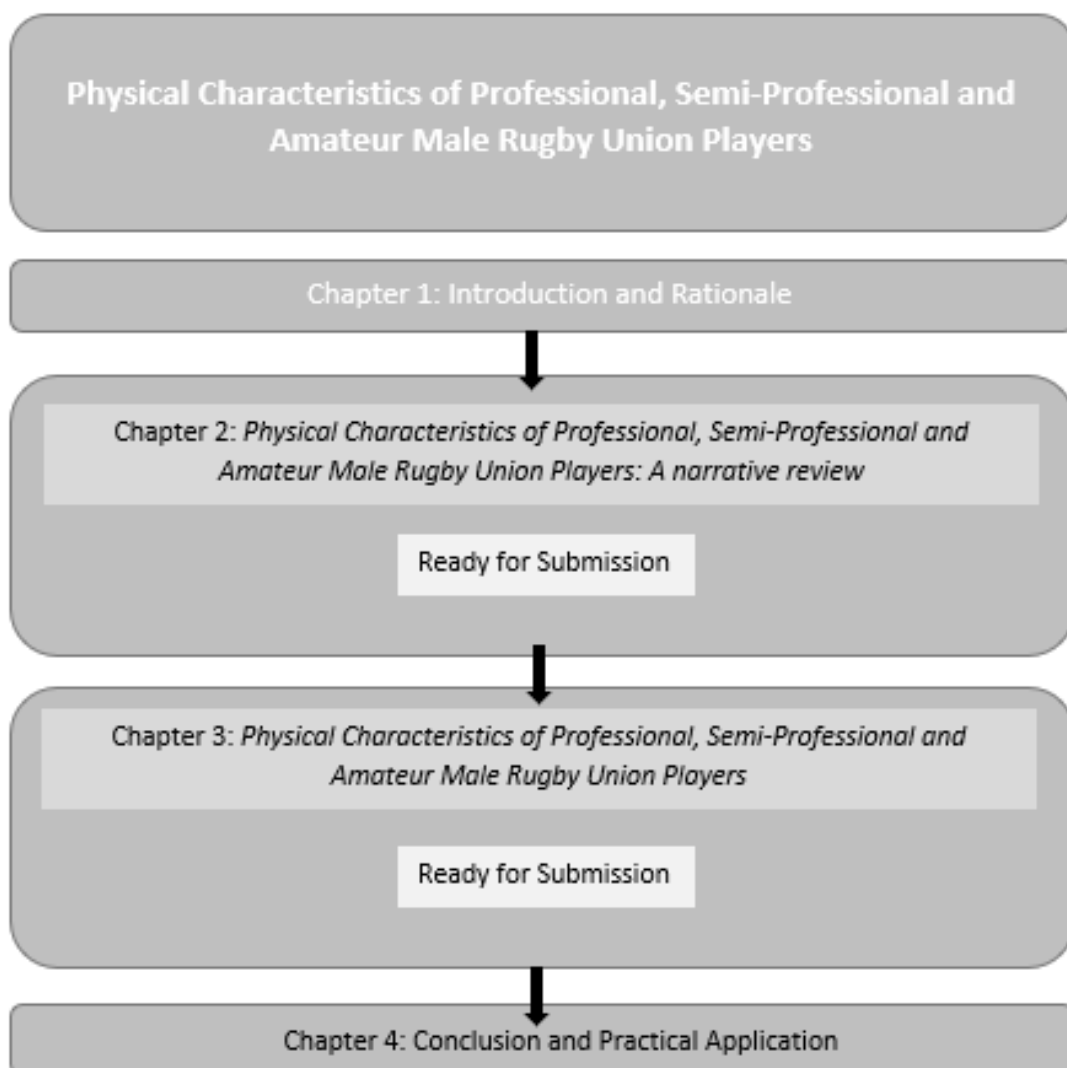 Physical Characteristics of Professional, Semi-Professional and
Amateur Male Rugby Union Players
Chapter 1: Introduction and Rationale
Chapter 2: Physical Characteristics of Professional, Semi-Professional and
Amateur Male Rugby Union Players: A narrative review
Ready for Submission
Chapter 3: Physical Characteristics of Professional, Semi-Professional and
Amateur Male Rugby Union Players
Ready for Submission
Chapter 4: Conclusion and Practical Application